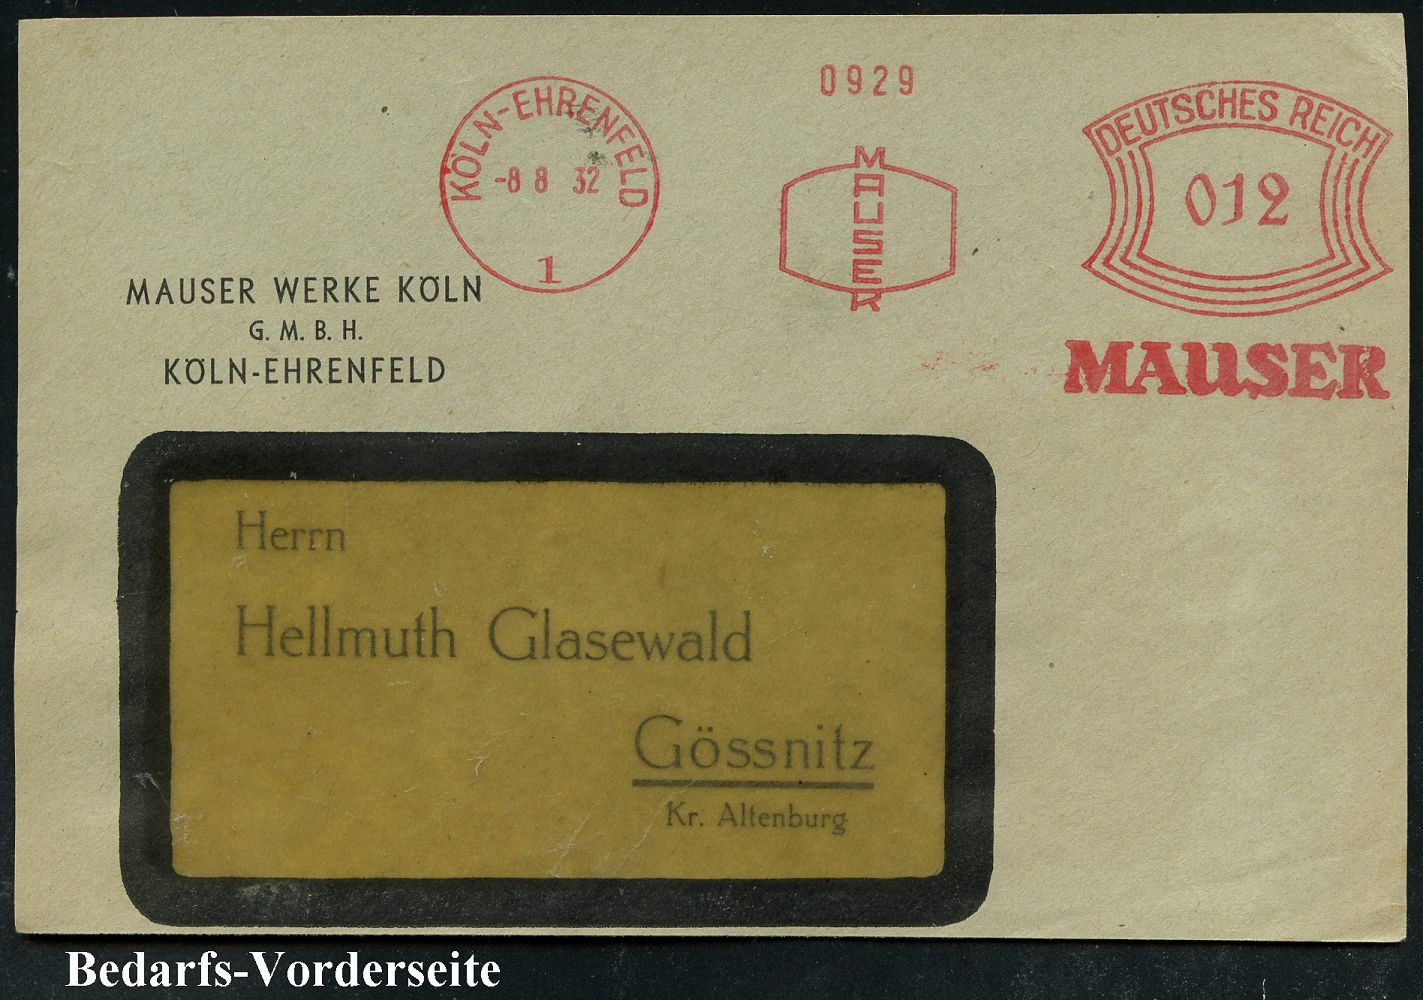 KÖLN-EHRENFELD
-8 8 32
1
0929
MAUSER
DEUTSCHES REICH
012
MAUSER
MAUSER WERKE KÖLN
G. M. B. H.
KÖLN-EHRENFELD
Herrn
Hellmuth Glasewald
Gössnitz
Kr. Altenburg
Bedarfs-Vorderseite